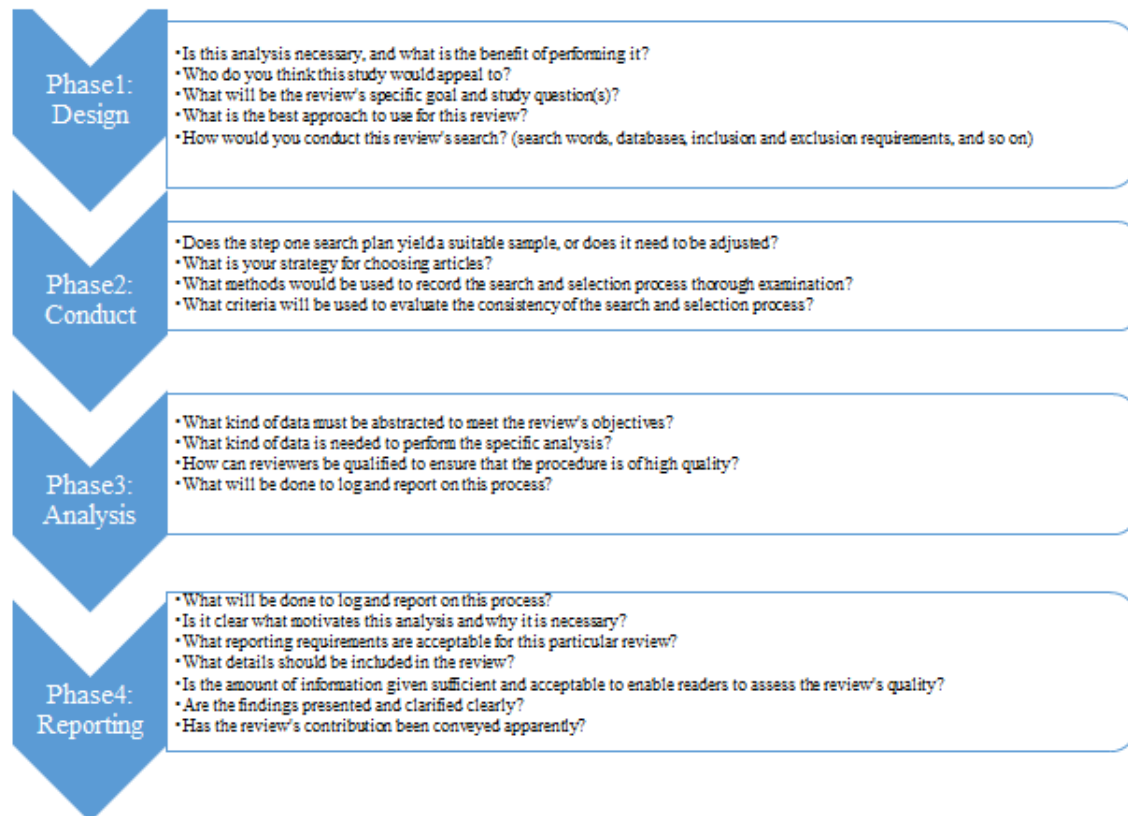 Phase1:
Design
•Is this analysis necessary, and what is the benefit of performing it?
•Who do you think this study would appeal to?
•What will be the review's specific goal and study question(s)?
•What is the best approach to use for this review?
•How would you conduct this review's search? (search words, databases, inclusion and exclusion requirements, and so on)
Phase2:
Conduct
•Does the step one search plan yield a suitable sample, or does it need to be adjusted?
•What is your strategy for choosing articles?
•What methods would be used to record the search and selection process thorough examination?
•What criteria will be used to evaluate the consistency of the search and selection process?
Phase3:
Analysis
•What kind of data must be abstracted to meet the review's objectives?
•What kind of data is needed to perform the specific analysis?
•How can reviewers be qualified to ensure that the procedure is of high quality?
•What will be done to log and report on this process?
Phase4:
Reporting
•What will be done to log and report on this process?
•Is it clear what motivates this analysis and why it is necessary?
•What reporting requirements are acceptable for this particular review?
•What details should be included in the review?
•Is the amount of information given sufficient and acceptable to enable readers to assess the review's quality?
•Are the findings presented and clarified clearly?
•Has the review's contribution been conveyed apparently?